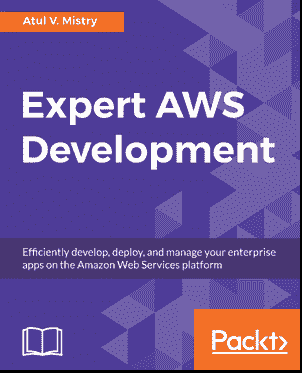 Atul V. Mistry
Expert AWS
Development
Efficiently develop, deploy, and manage your enterprise
apps on the Amazon Web Services platform
Packt>